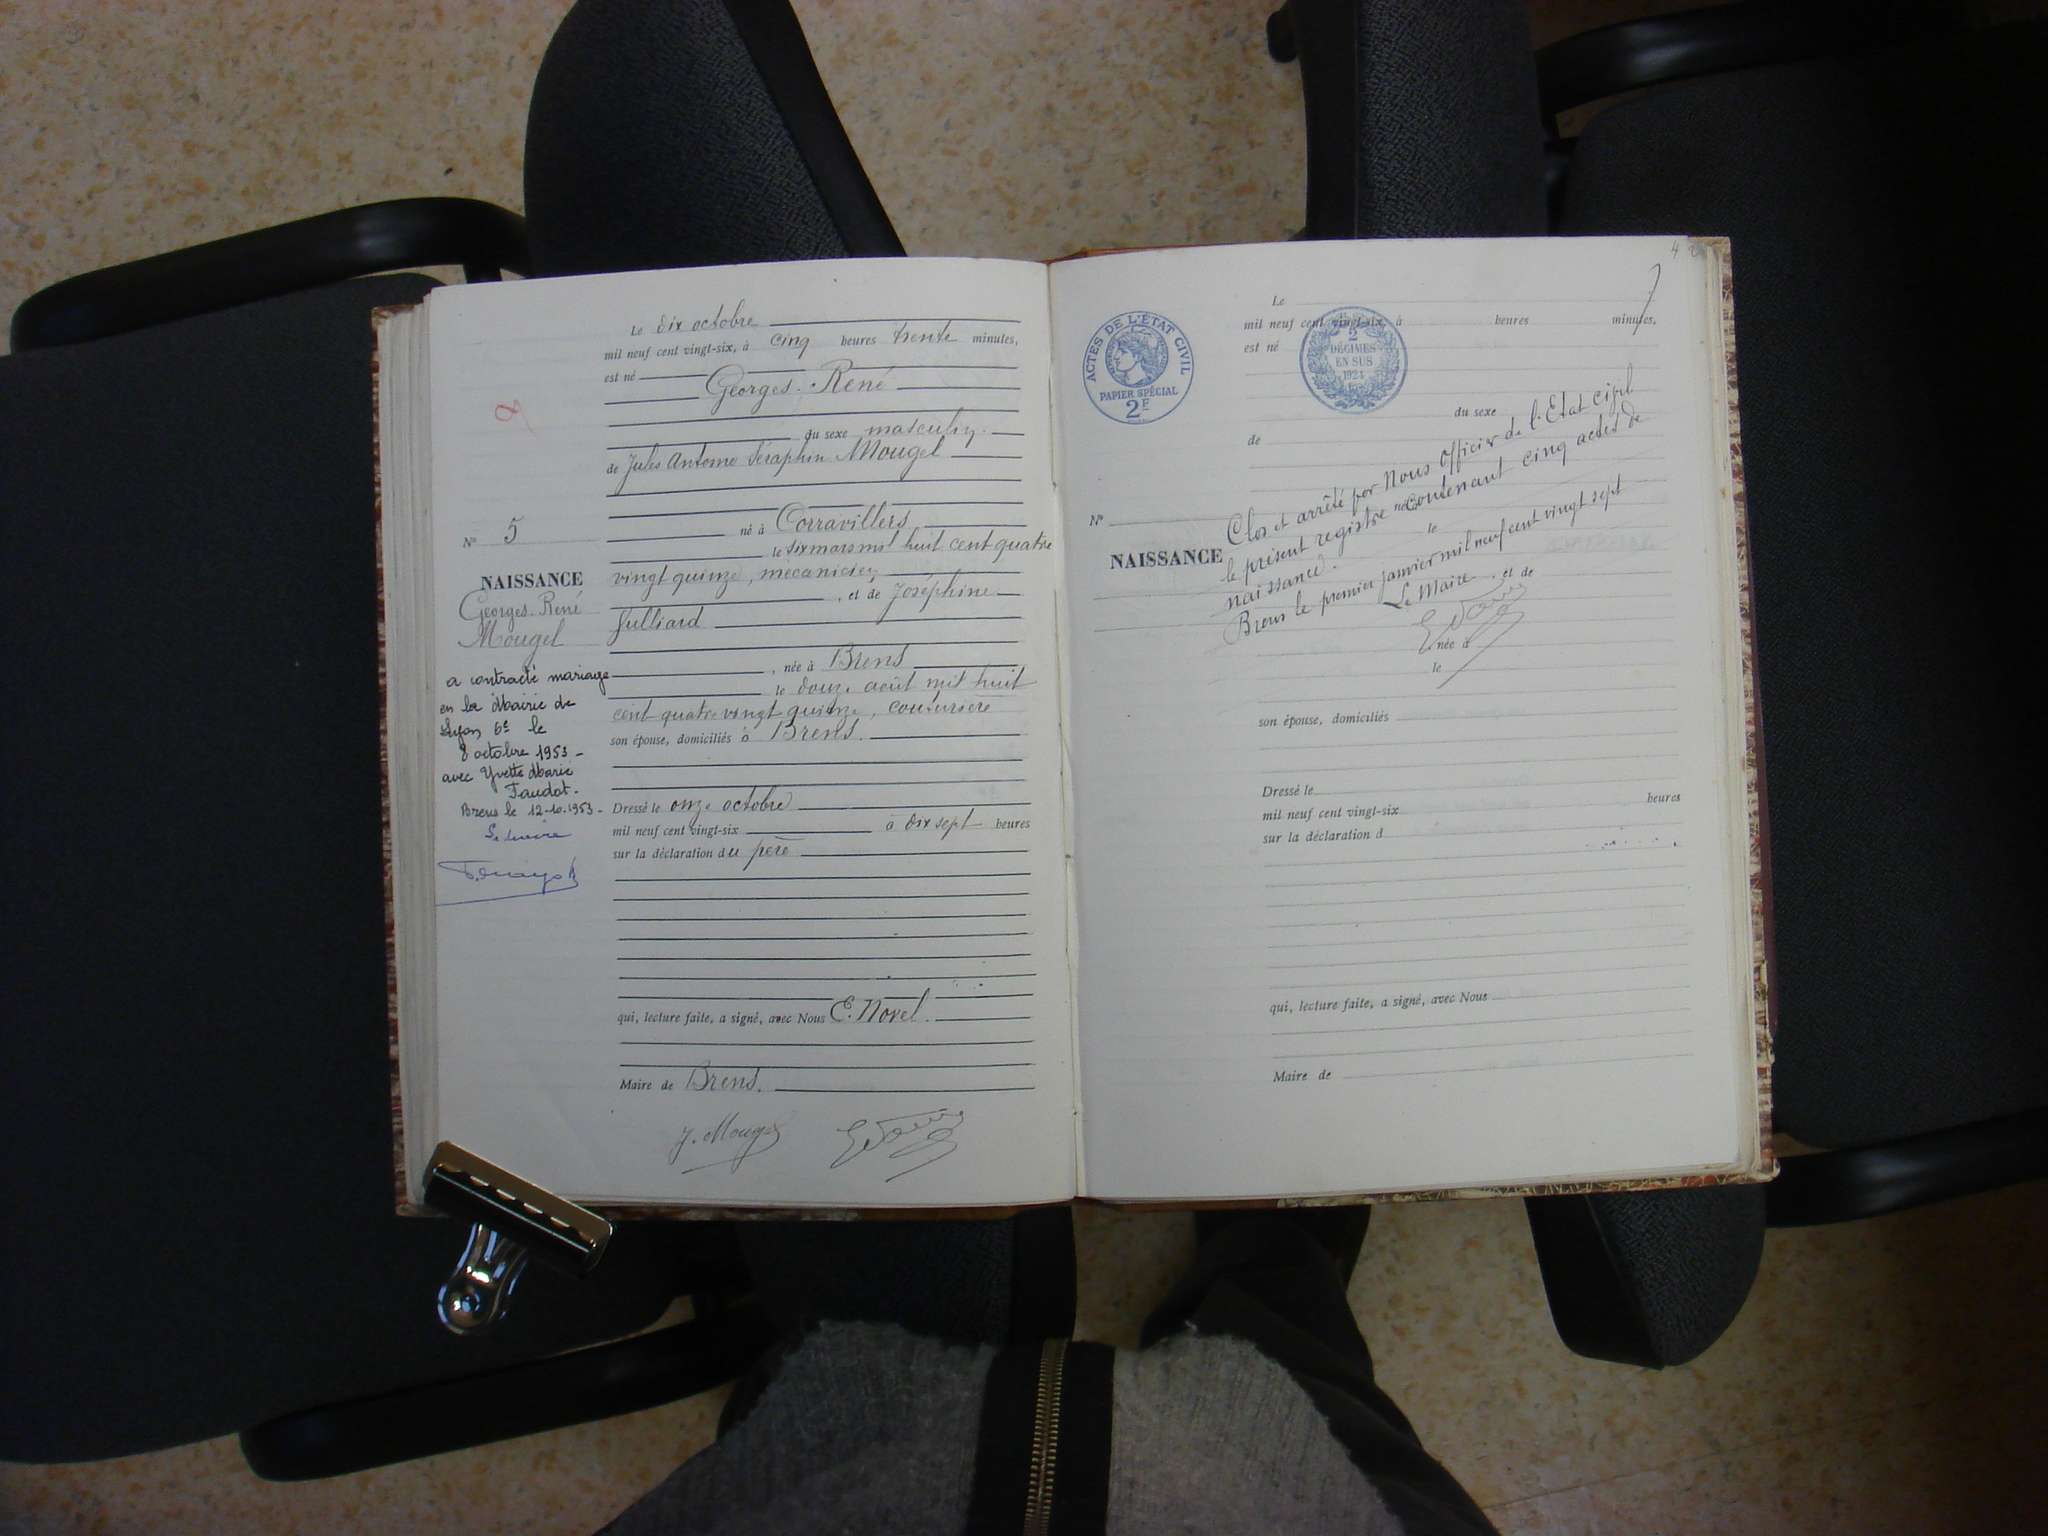 Le dix octobre
mil neuf cent vingt-six, à cinq heures trente minutes,
est né
Georges-René
du sexe masculin.
de Jules Antome Séraphin Mougel
né à Corravillers
le six mars mil huit cent quatre
vingt quinze, mécanicien
, et de Joséphine
Julliard
, née à Brens
le douze août mil huit
cent quatre vingt quinze, couturière
son épouse, domiciliés à Brens.
Dressé le onze octobre
mil neuf cent vingt-six à dix sept heures
sur la déclaration du père
qui, lecture faite, a signé, avec Nous E. Novel.
Maire de Brens.
J. Mougel
N° 5
NAISSANCE
Georges-René
Mougel
a contracté mariage
en la Mairie de
Lyon 6e le
8 octobre 1953 -
avec Yvette Marie
Faudot.
Brens le 12-10-1953-
Le Maire
42
7
ACTES DE L'ÉTAT CIVIL
PAPIER SPÉCIAL
2F
2
DÉCIMES
EN SUS
1924
Le
mil neuf cent vingt-six, à heures minutes,
est né
du sexe
de
N°
né à
le
NAISSANCE
Clos et arrêté par Nous Officier de l'Etat Civil
le présent registre contenant cinq actes de
naissance.
Brens le premier janvier mil neuf cent vingt sept
Le Maire
, et de
, née à
le
son épouse, domiciliés
Dressé le
mil neuf cent vingt-six heures
sur la déclaration d
qui, lecture faite, a signé, avec Nous
Maire de